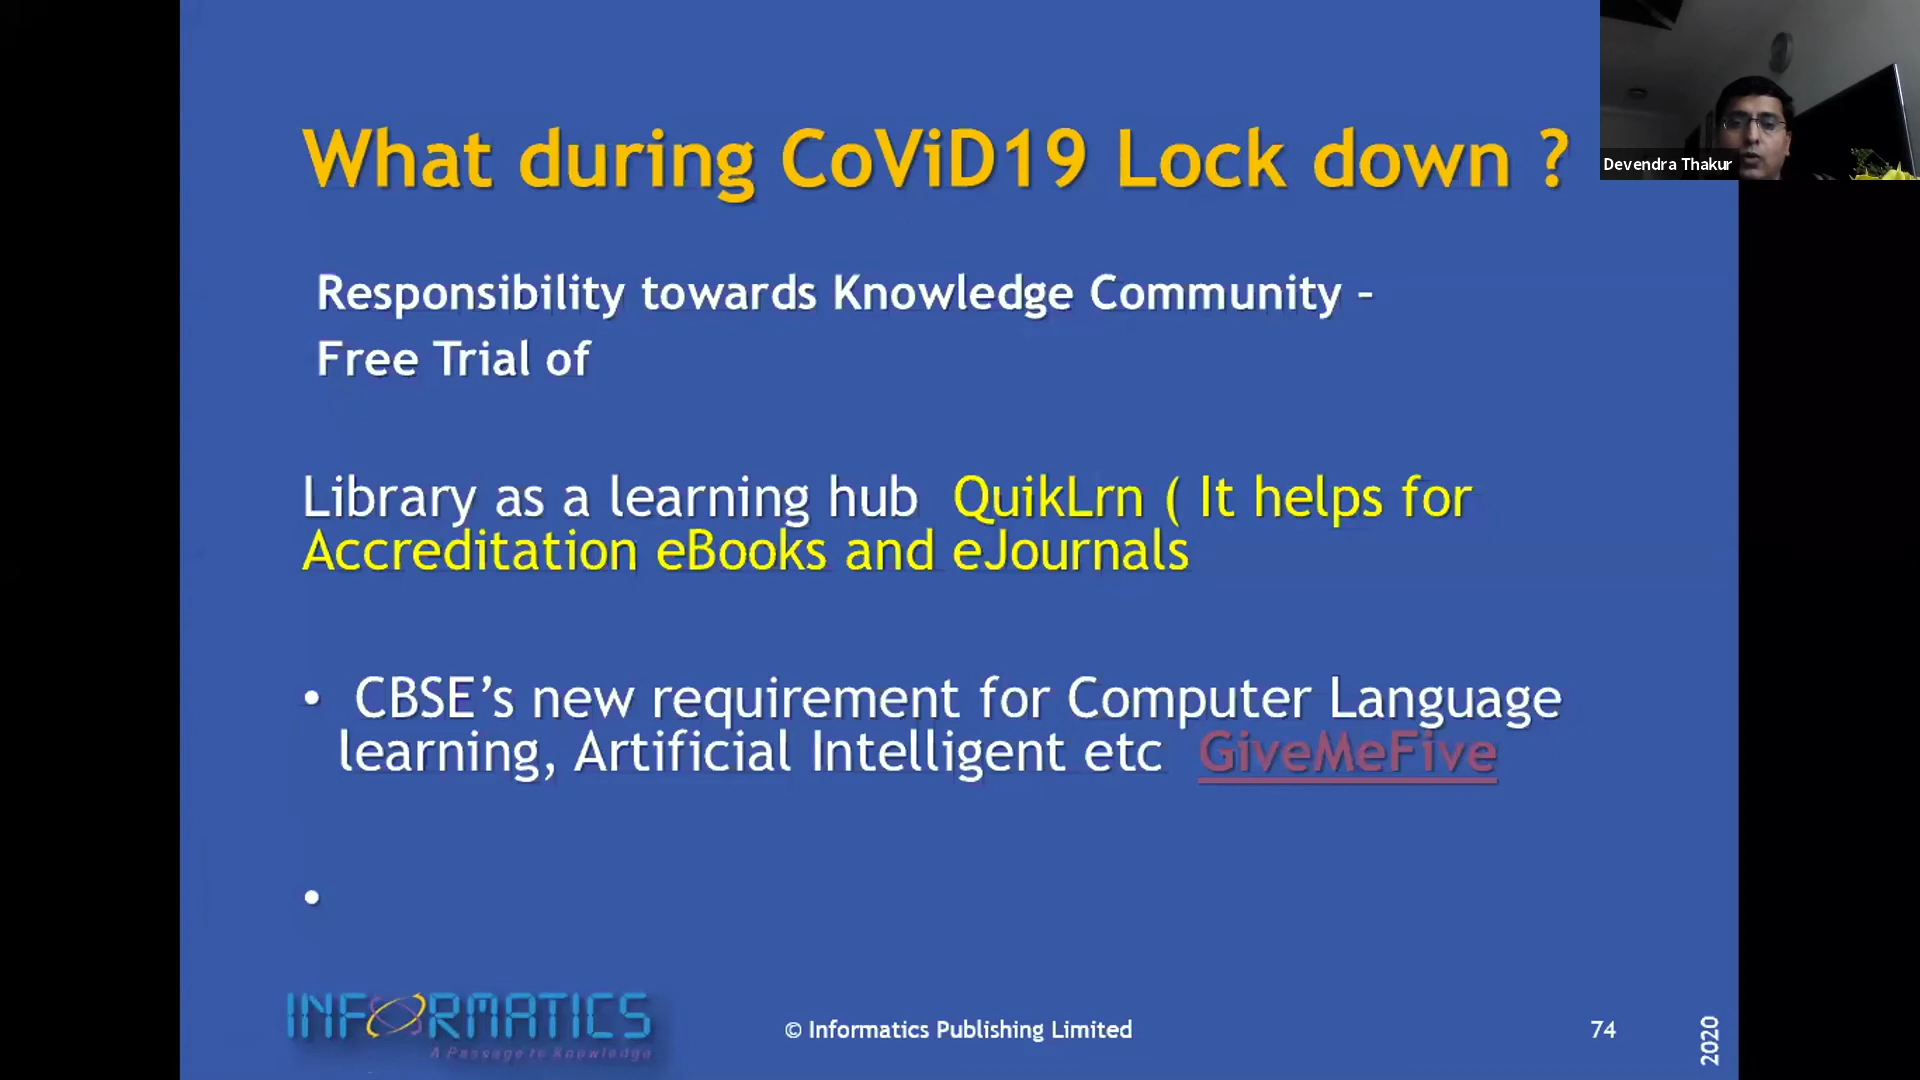 What during CoViD19 Lock down ?
Devendra Thakur
Responsibility towards Knowledge Community –
Free Trial of
Library as a learning hub QuikLrn ( It helps for
Accreditation eBooks and eJournals
• CBSE’s new requirement for Computer Language
learning, Artificial Intelligent etc GiveMeFive
•
INFORMATICS
A Passage to Knowledge
© Informatics Publishing Limited
74
2020